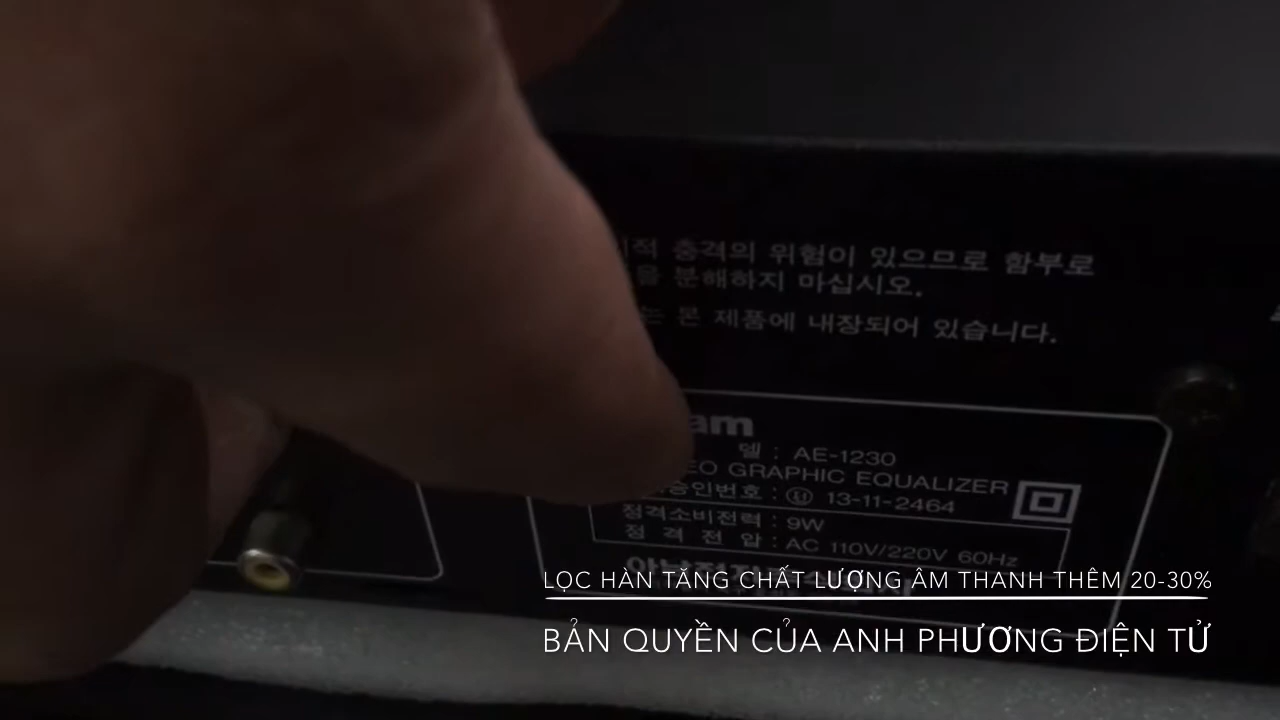 적 충격의 위험이 있으므로 함부로
을 분해하지 마십시오.
는 본 제품에 내장되어 있습니다.
am
델 : AE-1230
EO GRAPHIC EQUALIZER
승인번호 : 13-11-2464
정격소비전력 : 9W
정 격 전 압 : AC 110V/220V 60Hz
LỌC HÀN TĂNG CHẤT LƯỢNG ÂM THANH THÊM 20-30%
BẢN QUYỀN CỦA ANH PHƯƠNG ĐIỆN TỬ